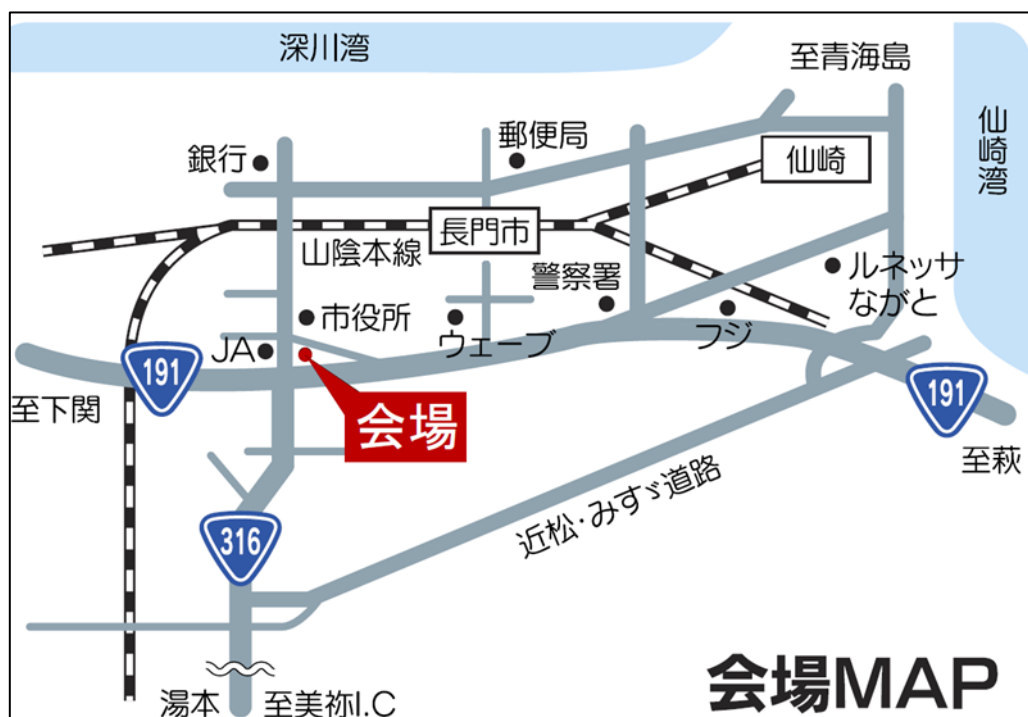 深川湾
至青海島
仙崎湾
銀行
郵便局
仙崎
長門市
山陰本線
警察署
ルネッサ
ながと
市役所
ウェーブ
フジ
JA
191
会場
191
至下関
至萩
近松・みすゞ道路
316
会場MAP
湯本
至美祢I.C